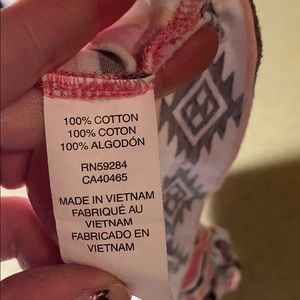 100% COTTON
100% COTON
100% ALGODÓN
RN59284
CA40465
MADE IN VIETNAM
FABRIQUÉ AU
VIETNAM
FABRICADO EN
VIETNAM